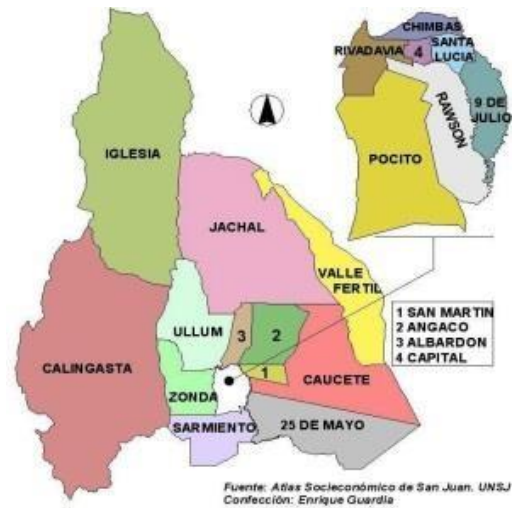 CHIMBAS
RIVADAVIA
4
SANTA
LUCIA
9 DE
JULIO
RAWSON
POCITO
IGLESIA
JACHAL
VALLE
FERTIL
ULLUM
3
2
1
CALINGASTA
ZONDA
CAUCETE
SARMIENTO
25 DE MAYO
1 SAN MARTIN
2 ANGACO
3 ALBARDON
4 CAPITAL
Fuente: Atlas Socieconómico de San Juan. UNSJ
Confección: Enrique Guardia